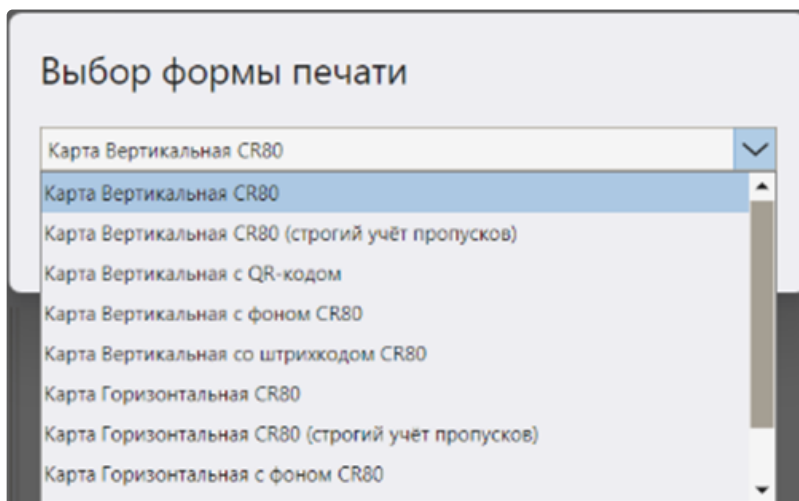 Выбор формы печати
Карта Вертикальная CR80
Карта Вертикальная CR80
Карта Вертикальная CR80 (строгий учёт пропусков)
Карта Вертикальная с QR-кодом
Карта Вертикальная с фоном CR80
Карта Вертикальная со штрихкодом CR80
Карта Горизонтальная CR80
Карта Горизонтальная CR80 (строгий учёт пропусков)
Карта Горизонтальная с фоном CR80